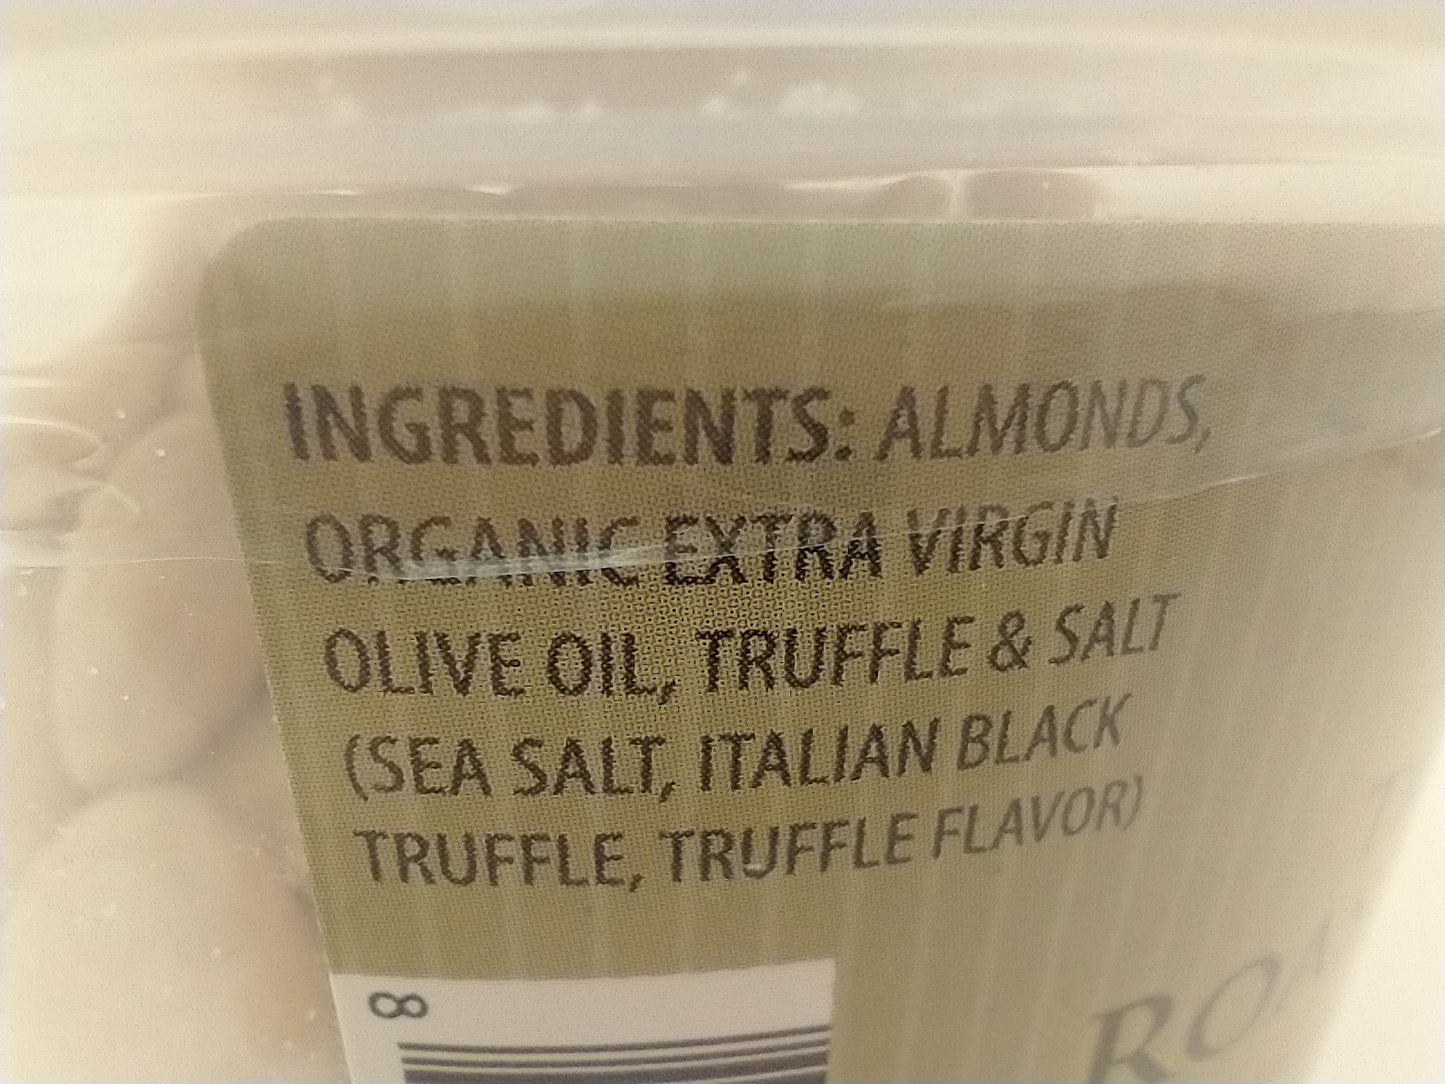 INGREDIENTS: ALMONDS,
ORGANIC EXTRA VIRGIN
OLIVE OIL, TRUFFLE & SALT
(SEA SALT, ITALIAN BLACK
TRUFFLE, TRUFFLE FLAVOR)
8